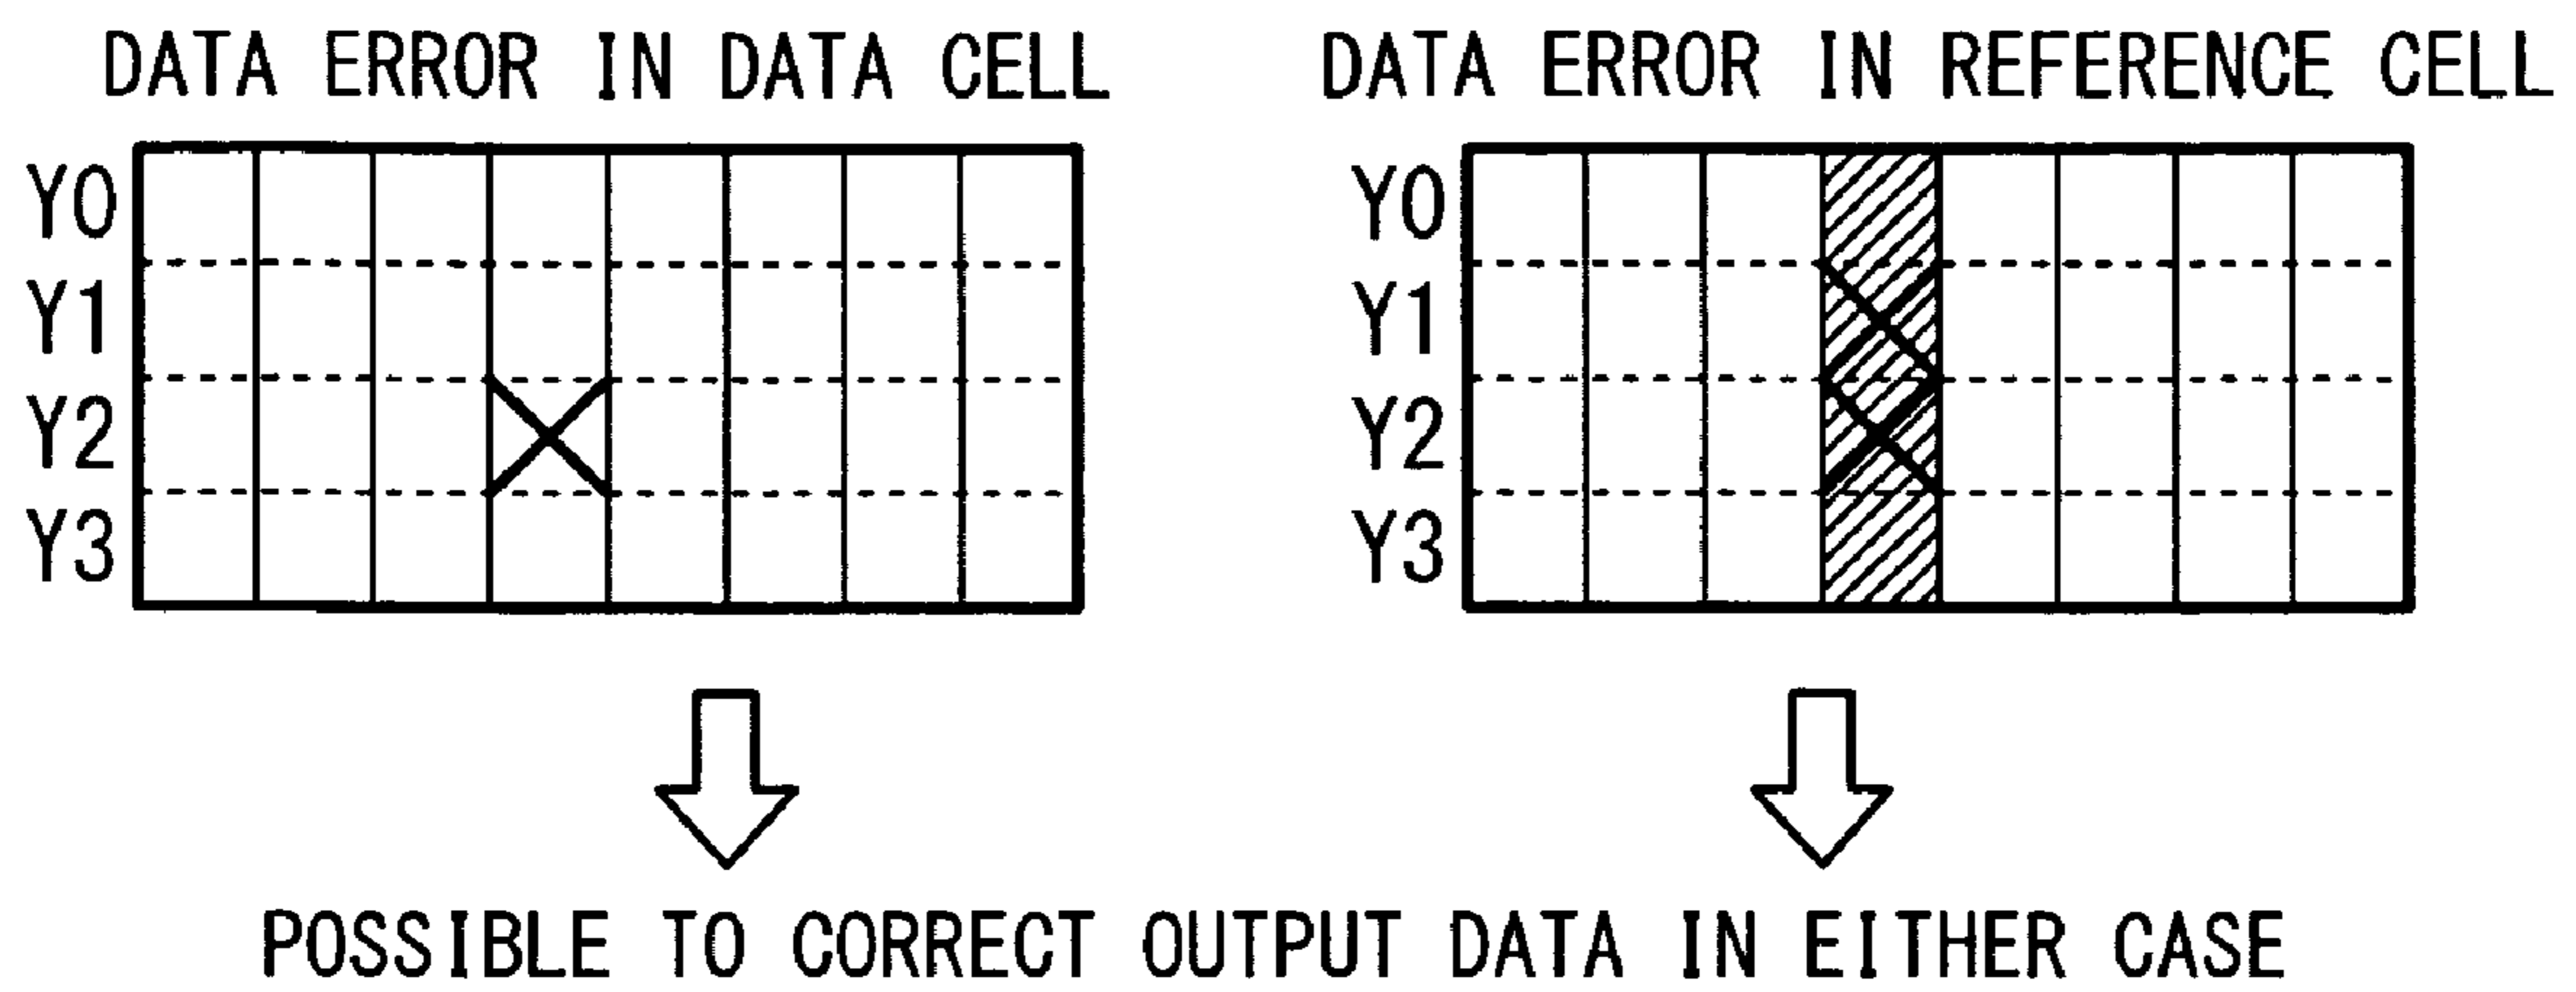 DATA ERROR IN DATA CELL
Y0
Y1
Y2
Y3
DATA ERROR IN REFERENCE CELL
Y0
Y1
Y2
Y3
POSSIBLE TO CORRECT OUTPUT DATA IN EITHER CASE